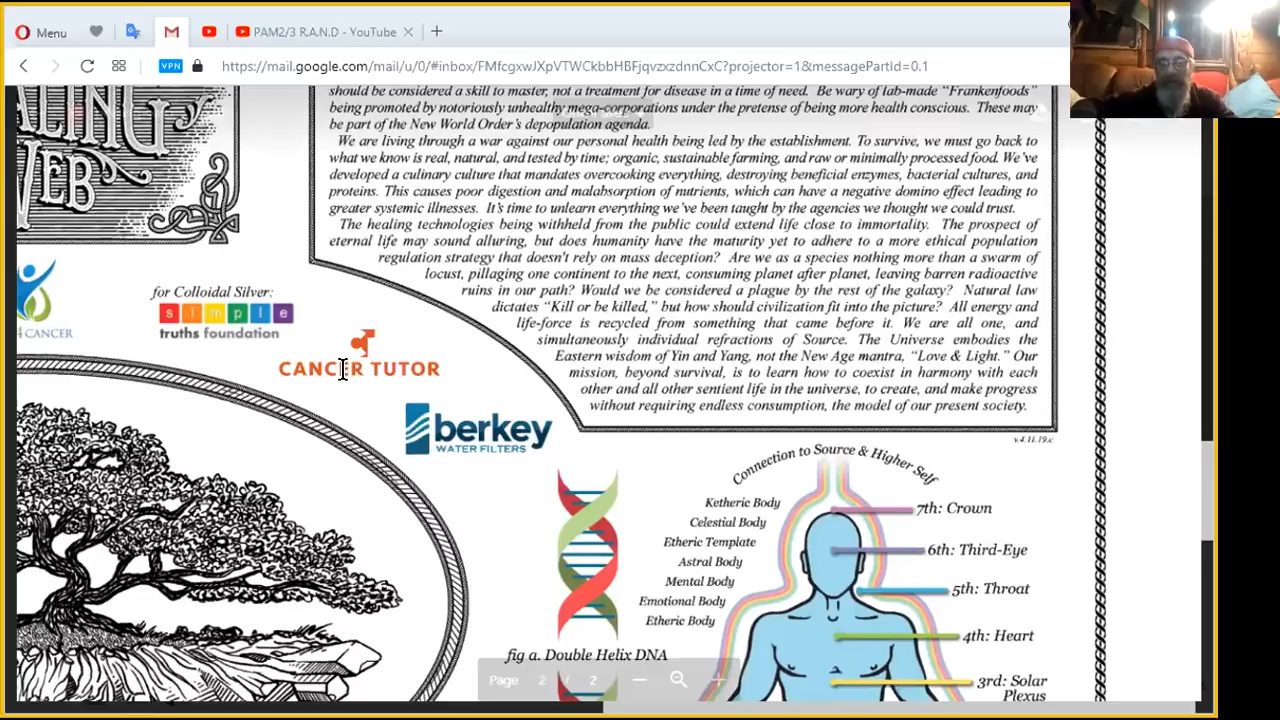 Menu
PAM2/3 R.A.N.D - YouTube
VPN
https://mail.google.com/mail/u/0/#inbox/FMfcgxwJXpVTWCkbbHBFjqvzxzdnnCxC?projector=1&messagePartId=0.1
should be considered a skill to master, not a treatment for disease in a time of need. Be wary of lab-made “Frankenfoods”
being promoted by notoriously unhealthy mega-corporations under the pretense of being more health conscious. These may
be part of the New World Order’s depopulation agenda.
We are living through a war against our personal health being led by the establishment. To survive, we must go back to
what we know is real, natural, and tested by time; organic, sustainable farming, and raw or minimally processed food. We’ve
developed a culinary culture that mandates overcooking everything, destroying beneficial enzymes, bacterial cultures, and
proteins. This causes poor digestion and malabsorption of nutrients, which can have a negative domino effect leading to
greater systemic illnesses. It’s time to unlearn everything we’ve been taught by the agencies we thought we could trust.
The healing technologies being withheld from the public could extend life close to immortality. The prospect of
eternal life may sound alluring, but does humanity have the maturity yet to adhere to a more ethical population
regulation strategy that doesn't rely on mass deception? Are we as a species nothing more than a swarm of
locust, pillaging one continent to the next, consuming planet after planet, leaving barren radioactive
ruins in our path? Would we be considered a plague by the rest of the galaxy? Natural law
dictates “Kill or be killed,” but how should civilization fit into the picture? All energy and
life-force is recycled from something that came before it. We are all one, and
simultaneously individual refractions of Source. The Universe embodies the
Eastern wisdom of Yin and Yang, not the New Age mantra, “Love & Light.” Our
mission, beyond survival, is to learn how to coexist in harmony with each
other and all other sentient life in the universe, to create, and make progress
without requiring endless consumption, the model of our present society.
v.4.11.19.c
ALING
WEB
4CANCER
for Colloidal Silver:
simple
truths foundation
CANCER TUTOR
berkey
WATER FILTERS
Connection to Source & Higher Self
Ketheric Body
Celestial Body
Etheric Template
Astral Body
Mental Body
Emotional Body
Etheric Body
7th: Crown
6th: Third-Eye
5th: Throat
4th: Heart
3rd: Solar
Plexus
fig a. Double Helix DNA
Page 2 / 2